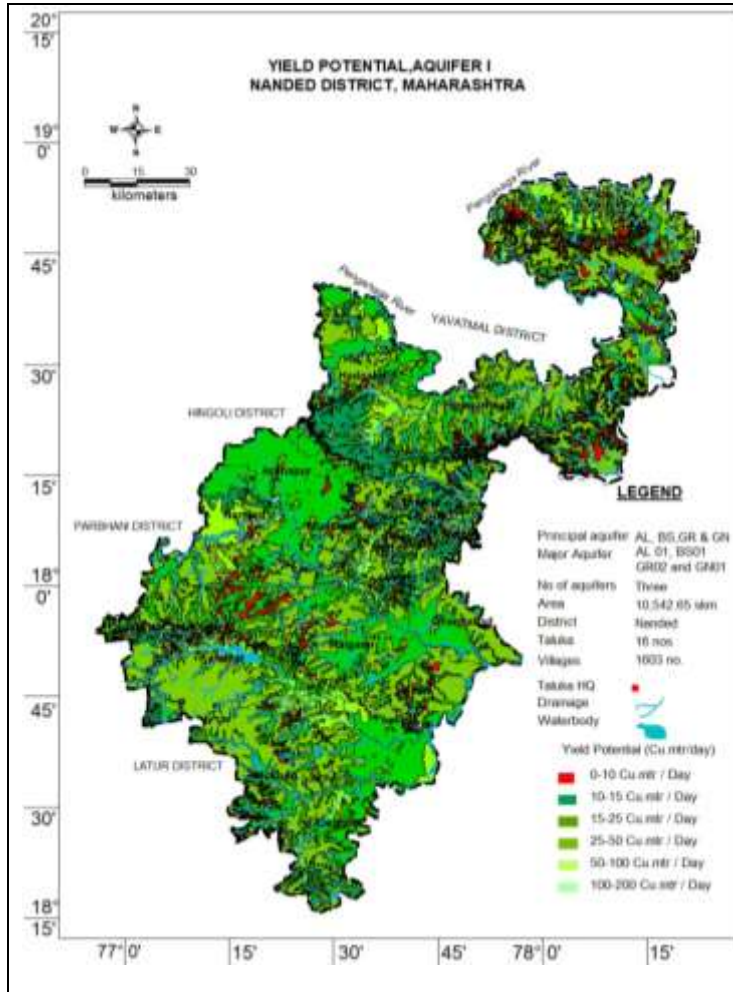 YIELD POTENTIAL,AQUIFER I
NANDED DISTRICT, MAHARASHTRA
N
W E
0 15 30
kilometers
Penganga River
Penganga River
YAVATMAL DISTRICT
HINGOLI DISTRICT
PARBHANI DISTRICT
LATUR DISTRICT
LEGEND
Principal aquifer AL, BS,GR & GN
Major Aquifer AL 01, BS01
GR02 and GN01
No of aquifers Three
Area 10,542.65 skm
District Nanded
Taluka 16 nos
Villages 1603 no.
Taluka HQ
Drainage
Waterbody
Yield Potential (Cu.mtr/day)
0-10 Cu.mtr / Day
10-15 Cu.mtr / Day
15-25 Cu.mtr / Day
25-50 Cu.mtr / Day
50-100 Cu.mtr / Day
100-200 Cu.mtr / Day
20°
15'
19°
0'
45'
30'
15'
18°
0'
45'
30'
18°
15'
77° 0' 15' 30' 45' 78° 0' 15'